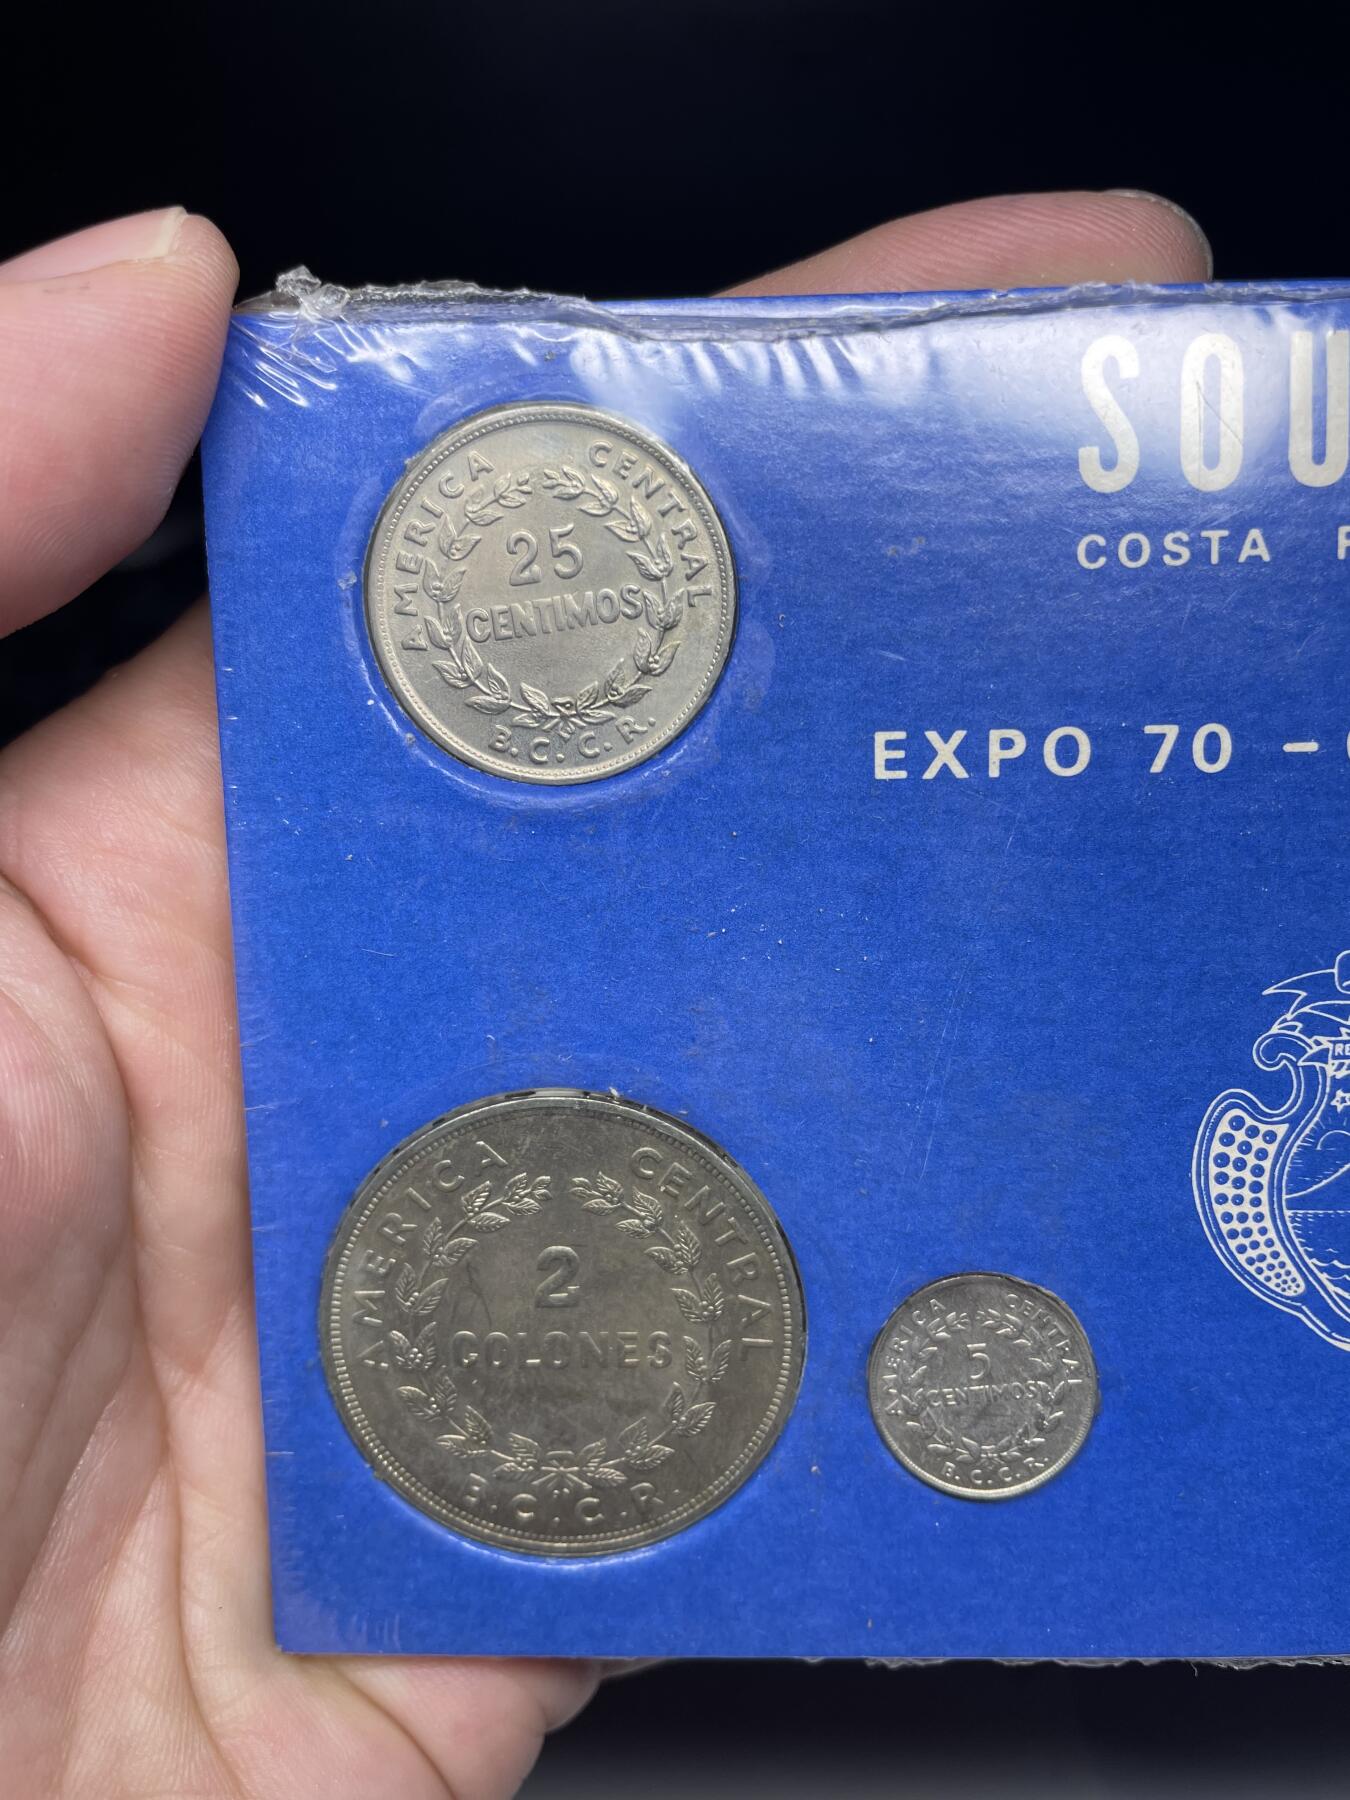 SOU
COSTA R
EXPO 70 –
AMERICA CENTRAL
25
CENTIMOS
B. C. C. R.
AMERICA CENTRAL
2
COLONES
B. C. C. R.
AMERICA CENTRAL
5
CENTIMOS
B. C. C. R.